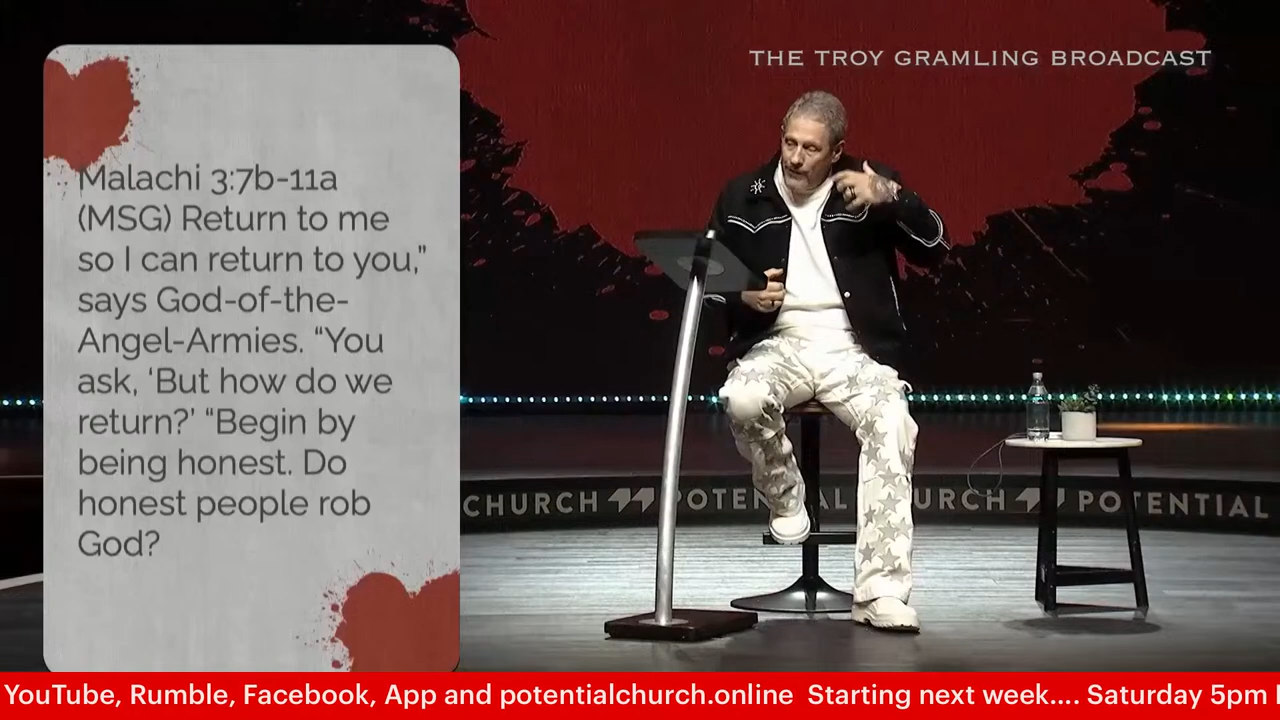 THE TROY GRAMLING BROADCAST
Malachi 3:7b-11a
(MSG) Return to me
so I can return to you,”
says God-of-the-
Angel-Armies. “You
ask, ‘But how do we
return?’ “Begin by
being honest. Do
honest people rob
God?
CHURCH POTENTIAL CHURCH POTENTIAL
YouTube, Rumble, Facebook, App and potentialchurch.online Starting next week.... Saturday 5pm